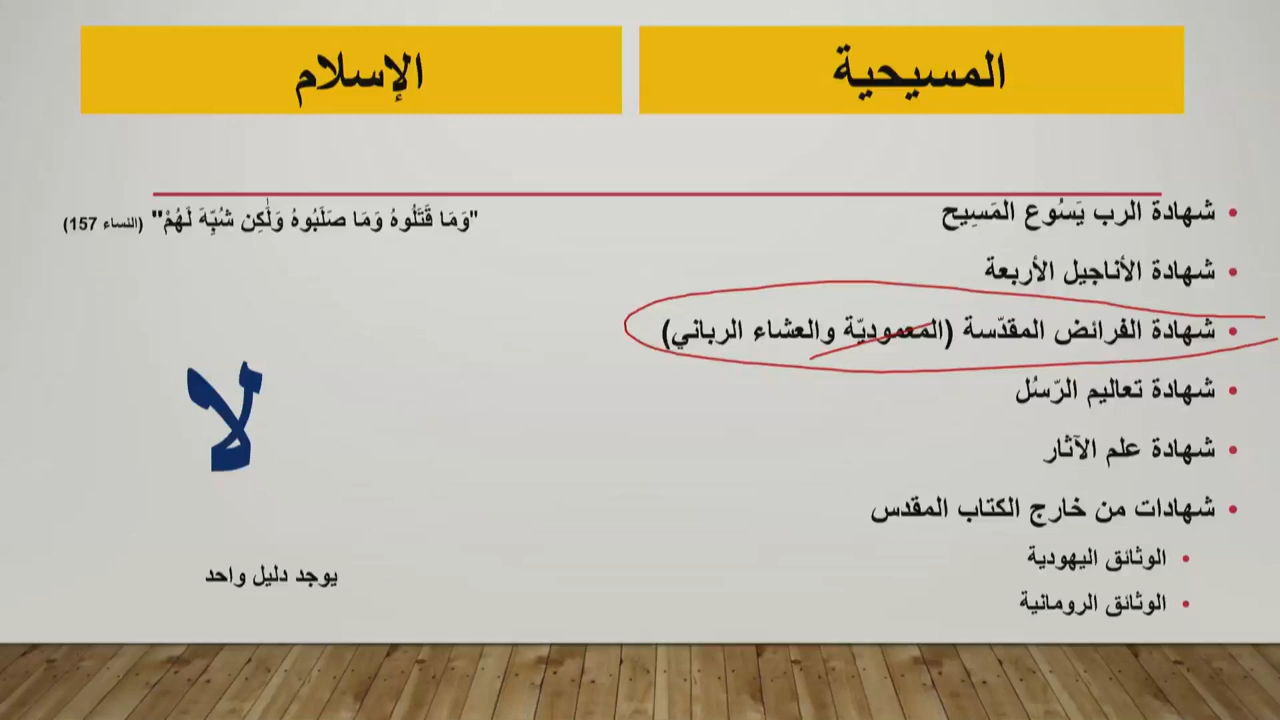 المسيحية
الإسلام
• شهادة الرب يَسُوع المَسِيح
"وَمَا قَتَلُوهُ وَمَا صَلَبُوهُ وَلَٰكِن شُبِّهَ لَهُمْ" (النساء 157)
• شهادة الأناجيل الأربعة
• شهادة الفرائض المقدّسة (المعموديّة والعشاء الرباني)
• شهادة تعاليم الرّسُل
• شهادة علم الآثار
• شهادات من خارج الكتاب المقدس
• الوثائق اليهودية
• الوثائق الرومانية
لا
يوجد دليل واحد